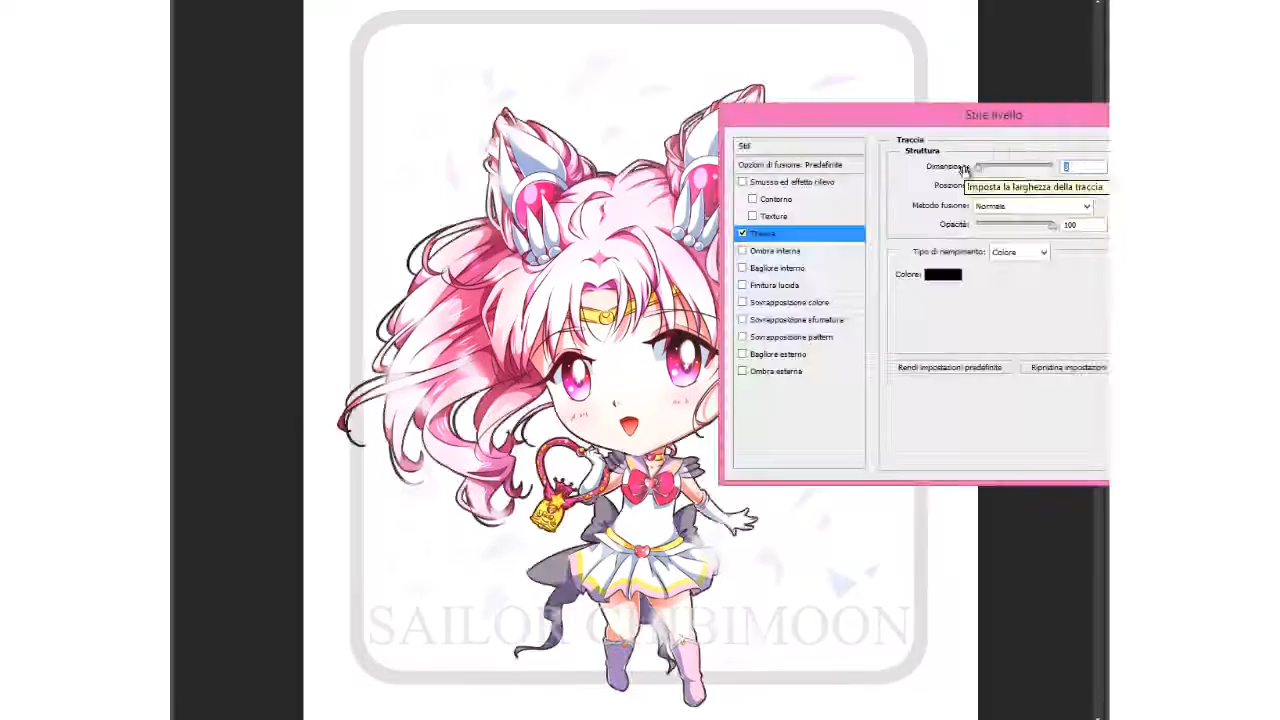 Stile livello
Stili
Opzioni di fusione: Predefinite
Smusso ed effetto rilievo
Contorno
Texture
Traccia
Ombra interna
Bagliore interno
Finitura lucida
Sovrapposizione colore
Sovrapposizione sfumatura
Sovrapposizione pattern
Bagliore esterno
Ombra esterna
Traccia
Struttura
Dimensione:
Imposta la larghezza della traccia
Posizione
Metodo fusione: Normale
Opacità: 100
Tipo di riempimento: Colore
Colore:
Rendi impostazioni predefinite
Ripristina impostazioni
SAILOR CHIBIMOON